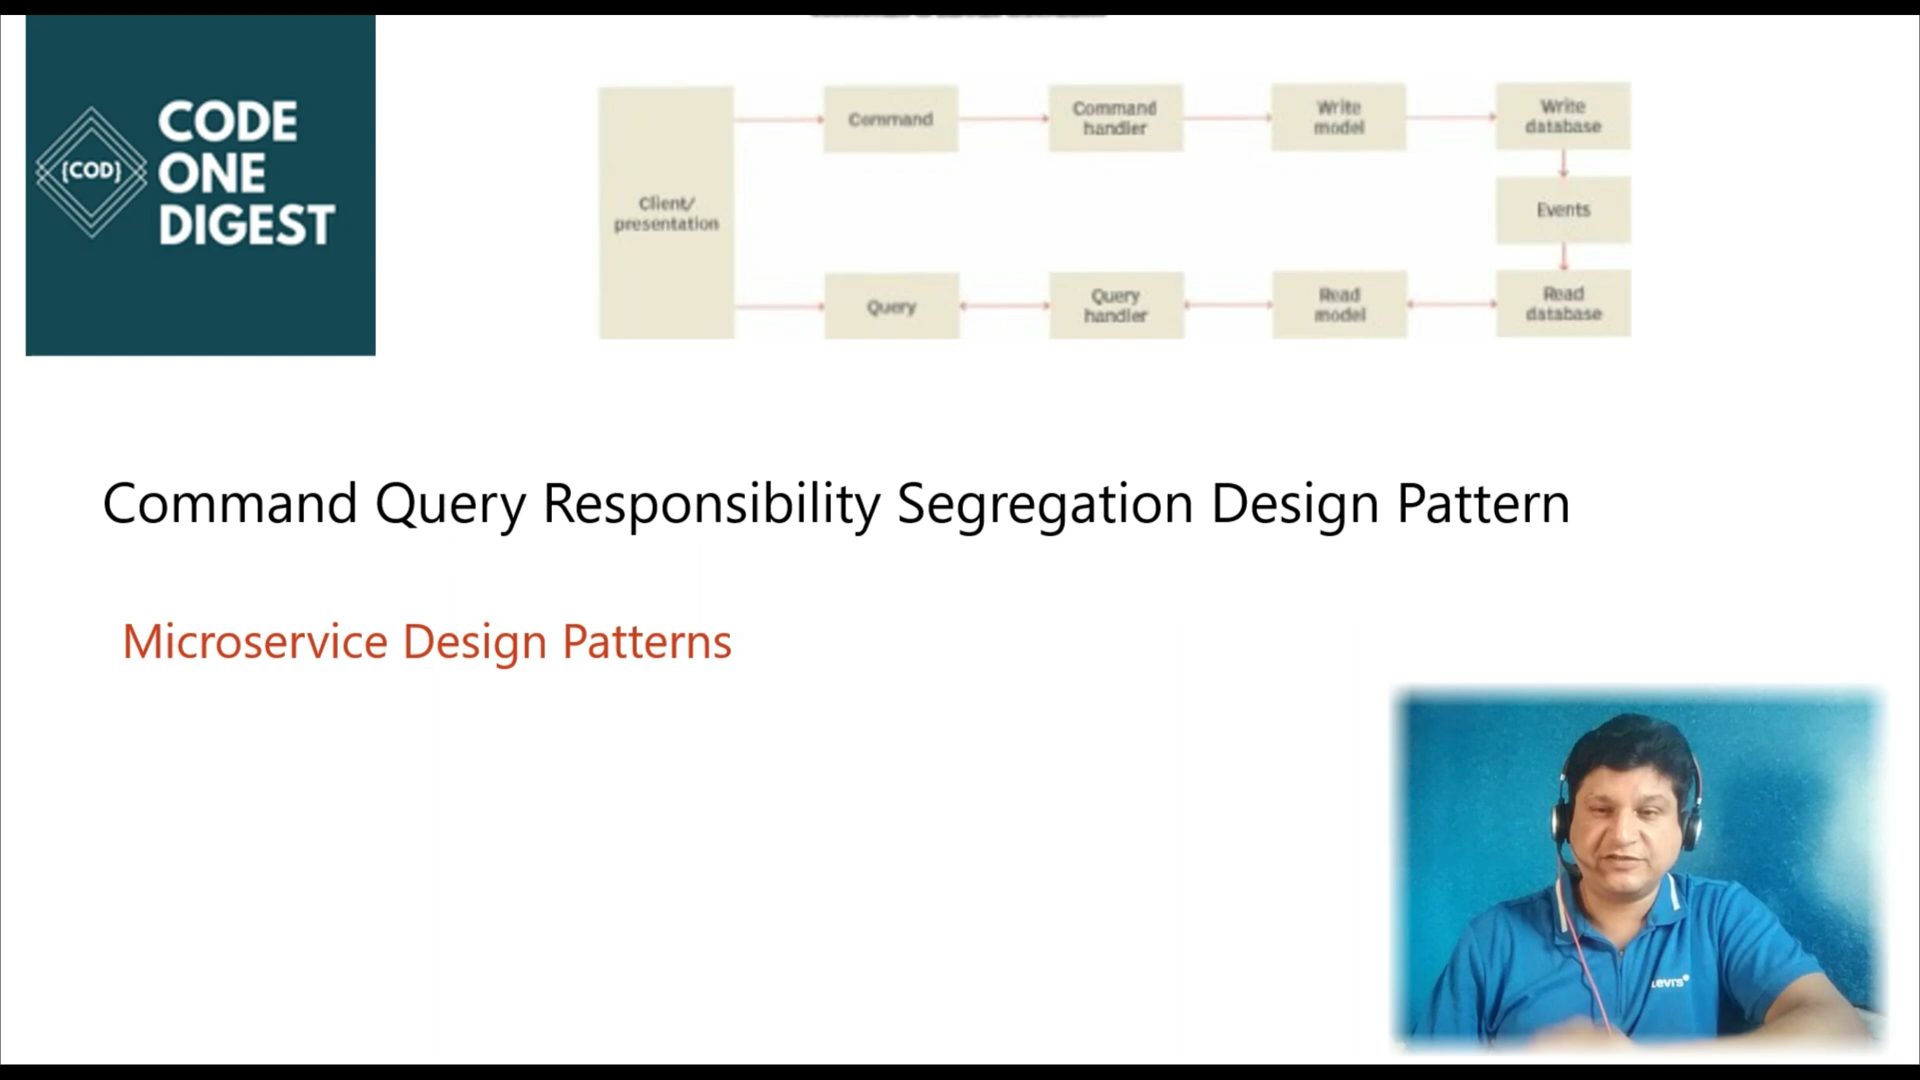 {COD}
CODE
ONE
DIGEST
Client/
presentation
Command
Command
handler
Write
model
Write
database
Events
Query
Query
handler
Read
model
Read
database
Command Query Responsibility Segregation Design Pattern
Microservice Design Patterns
Levi's